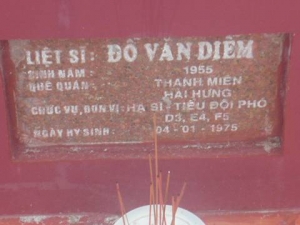 LIỆT SĨ : ĐỖ VĂN DIỄM
SINH NĂM : 1955
QUÊ QUÁN : THANH MIỆN
HẢI HƯNG
CHỨC VỤ, ĐƠN VỊ : HẠ SĨ - TIỂU ĐỘI PHÓ
D3, E4, F5
NGÀY HY SINH : 04 - 01 - 1975